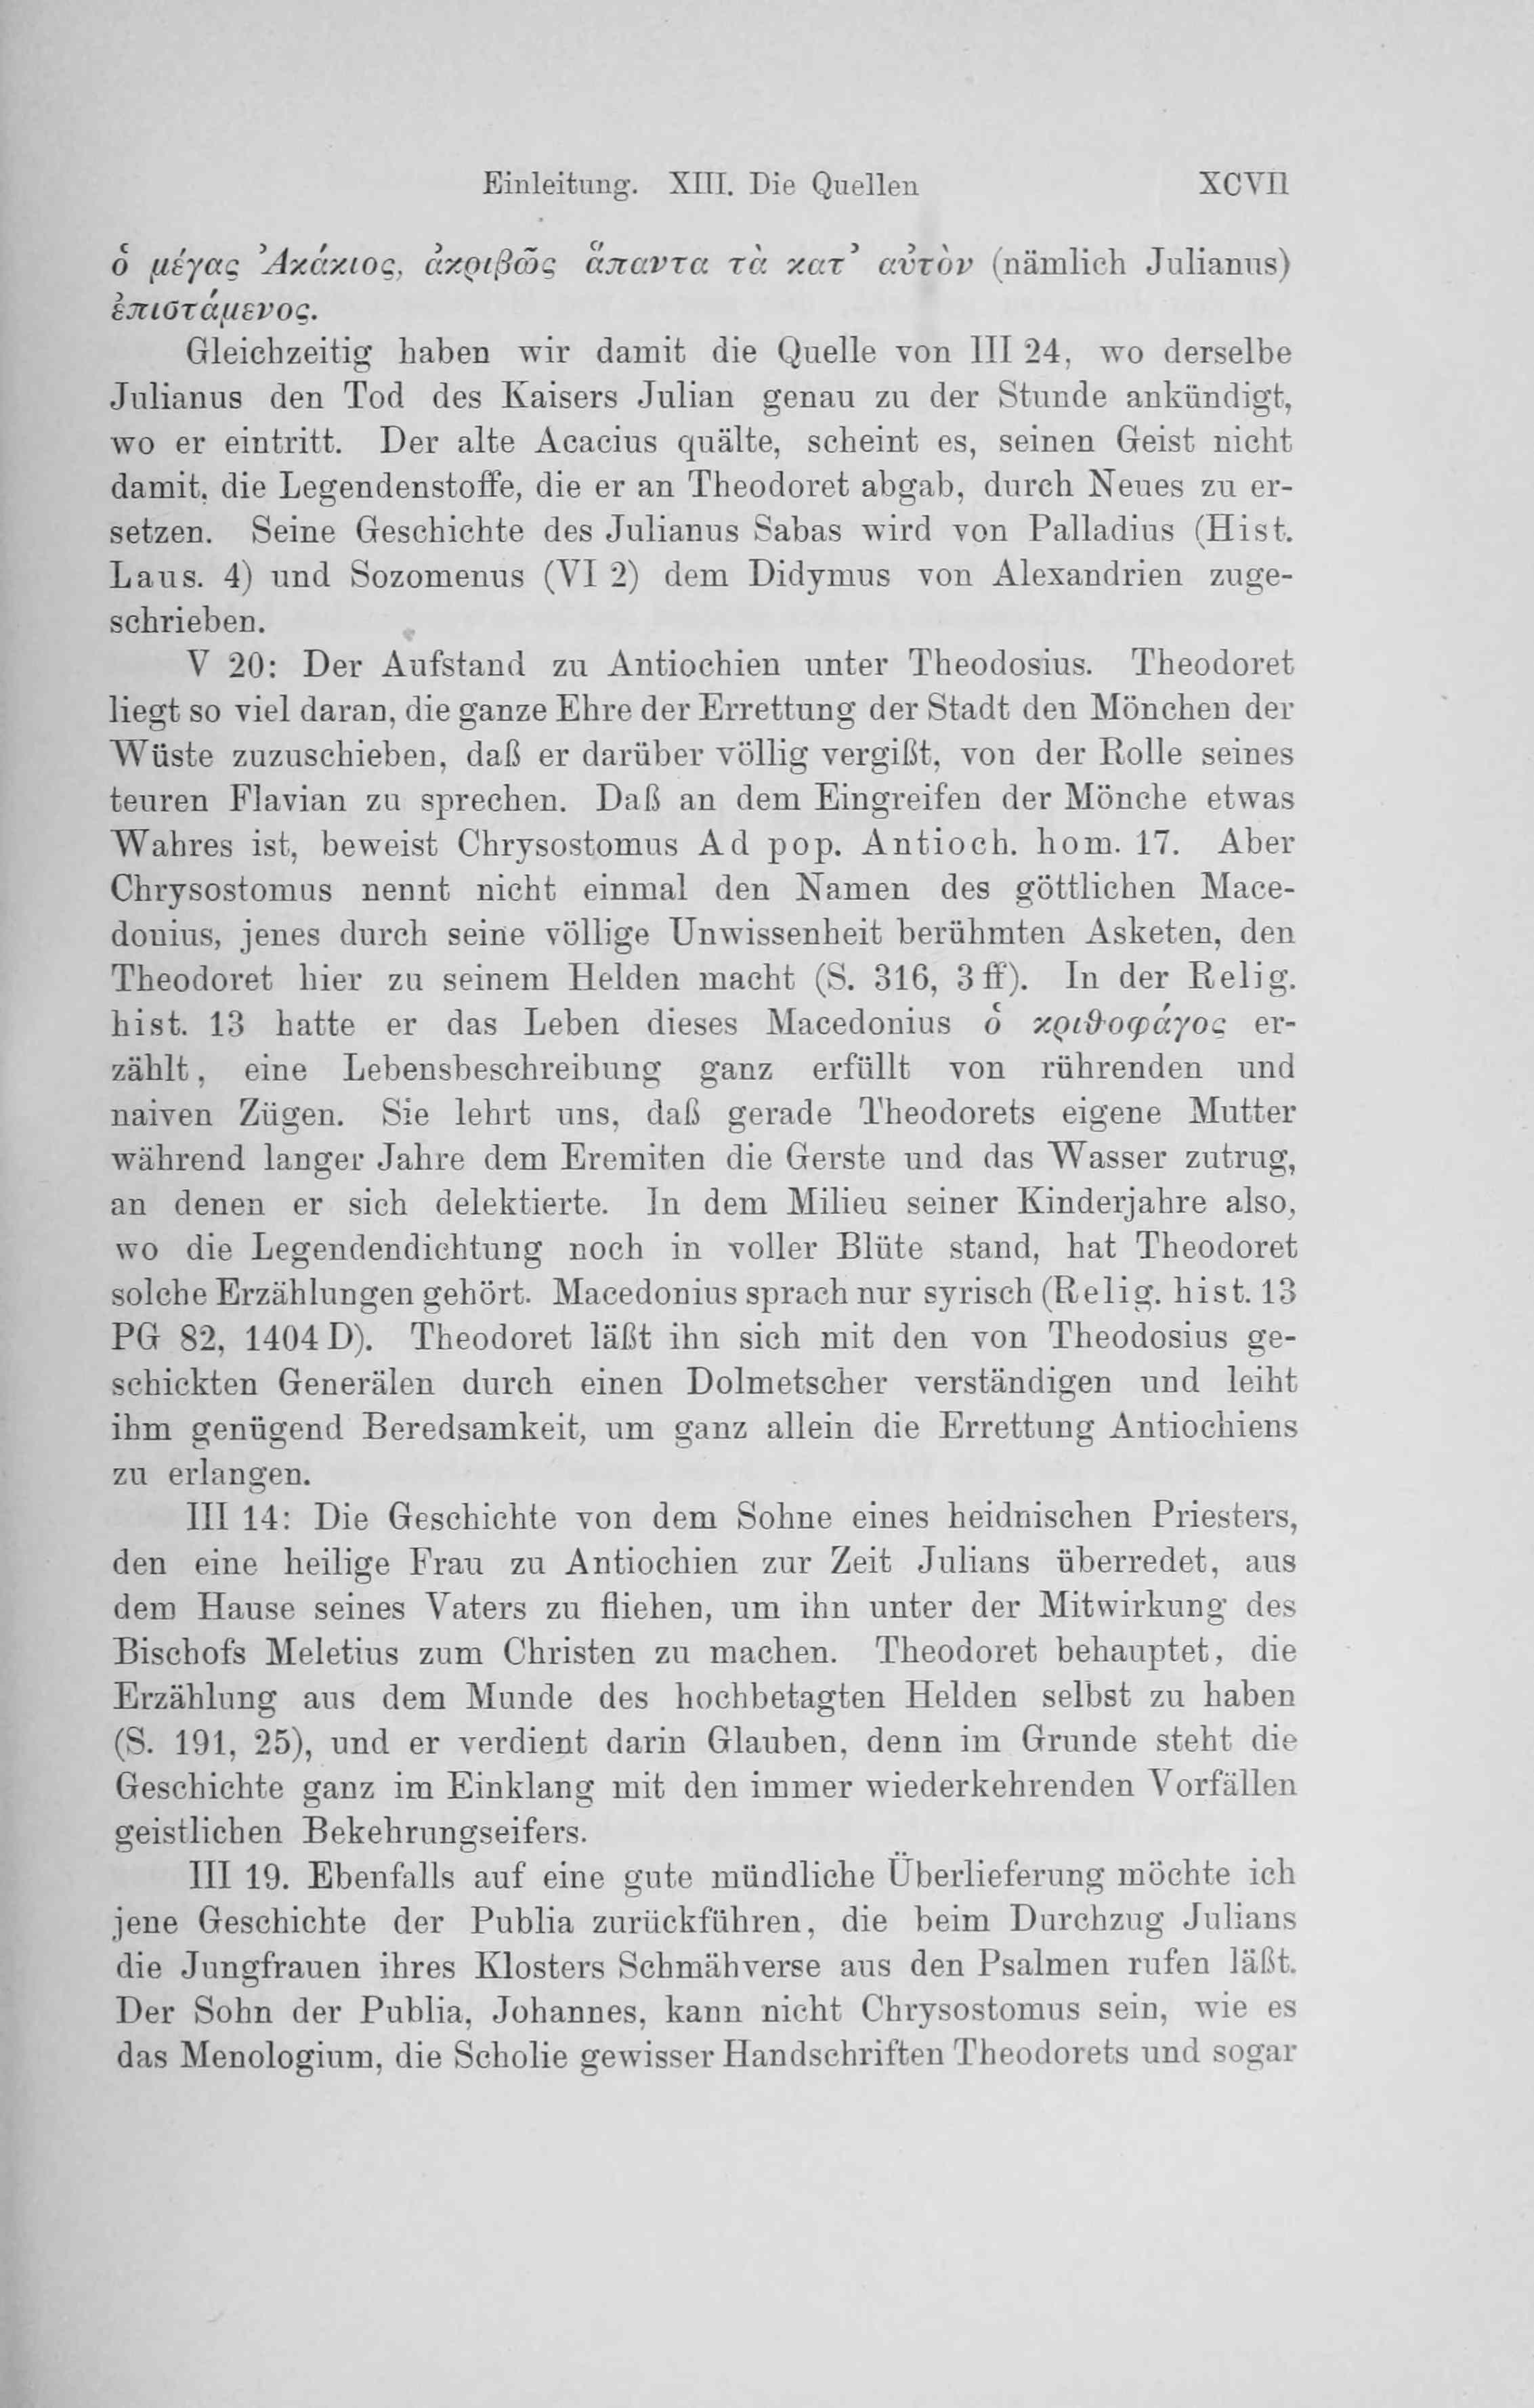 Einleitung. XIII. Die Quellen XCVII
ὁ μέγας Ἀκάκιος, ἀκριβῶς ἅπαντα τὰ κατ’ αὐτὸν (nämlich Julianus)
ἐπιστάμενος.
Gleichzeitig haben wir damit die Quelle von III 24, wo derselbe
Julianus den Tod des Kaisers Julian genau zu der Stunde ankündigt,
wo er eintritt. Der alte Acacius quälte, scheint es, seinen Geist nicht
damit, die Legendenstoffe, die er an Theodoret abgab, durch Neues zu er-
setzen. Seine Geschichte des Julianus Sabas wird von Palladius (Hist.
Laus. 4) und Sozomenus (VI 2) dem Didymus von Alexandrien zuge-
schrieben.
V 20: Der Aufstand zu Antiochien unter Theodosius. Theodoret
liegt so viel daran, die ganze Ehre der Errettung der Stadt den Mönchen der
Wüste zuzuschieben, daß er darüber völlig vergißt, von der Rolle seines
teuren Flavian zu sprechen. Daß an dem Eingreifen der Mönche etwas
Wahres ist, beweist Chrysostomus Ad pop. Antioch. hom. 17. Aber
Chrysostomus nennt nicht einmal den Namen des göttlichen Mace-
donius, jenes durch seine völlige Unwissenheit berühmten Asketen, den
Theodoret hier zu seinem Helden macht (S. 316, 3 ff). In der Relig.
hist. 13 hatte er das Leben dieses Macedonius ὁ κριθοφάγος er-
zählt, eine Lebensbeschreibung ganz erfüllt von rührenden und
naiven Zügen. Sie lehrt uns, daß gerade Theodorets eigene Mutter
während langer Jahre dem Eremiten die Gerste und das Wasser zutrug,
an denen er sich delektierte. In dem Milieu seiner Kinderjahre also,
wo die Legendendichtung noch in voller Blüte stand, hat Theodoret
solche Erzählungen gehört. Macedonius sprach nur syrisch (Relig. hist. 13
PG 82, 1404 D). Theodoret läßt ihn sich mit den von Theodosius ge-
schickten Generälen durch einen Dolmetscher verständigen und leiht
ihm genügend Beredsamkeit, um ganz allein die Errettung Antiochiens
zu erlangen.
III 14: Die Geschichte von dem Sohne eines heidnischen Priesters,
den eine heilige Frau zu Antiochien zur Zeit Julians überredet, aus
dem Hause seines Vaters zu fliehen, um ihn unter der Mitwirkung des
Bischofs Meletius zum Christen zu machen. Theodoret behauptet, die
Erzählung aus dem Munde des hochbetagten Helden selbst zu haben
(S. 191, 25), und er verdient darin Glauben, denn im Grunde steht die
Geschichte ganz im Einklang mit den immer wiederkehrenden Vorfällen
geistlichen Bekehrungseifers.
III 19. Ebenfalls auf eine gute mündliche Überlieferung möchte ich
jene Geschichte der Publia zurückführen, die beim Durchzug Julians
die Jungfrauen ihres Klosters Schmähverse aus den Psalmen rufen läßt.
Der Sohn der Publia, Johannes, kann nicht Chrysostomus sein, wie es
das Menologium, die Scholie gewisser Handschriften Theodorets und sogar